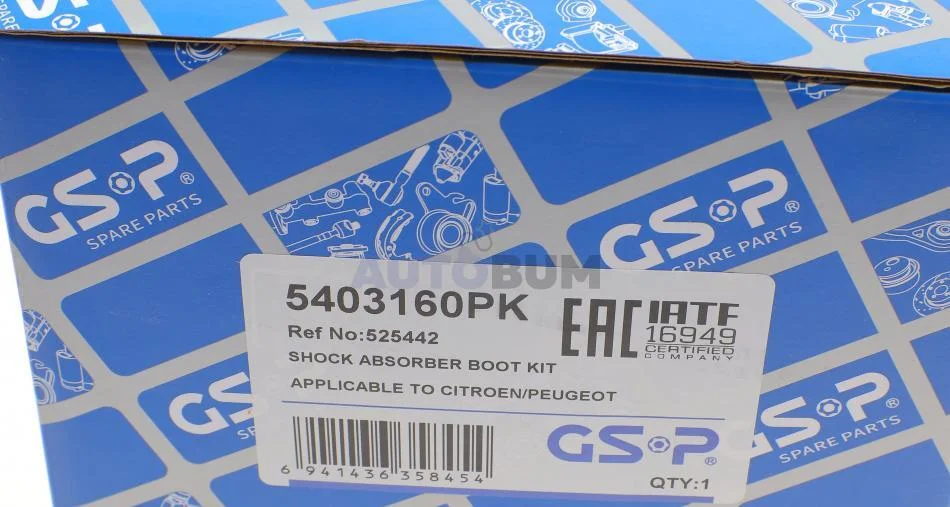 GS P®
SPARE PARTS
GS P®
SPARE PARTS
AUTOBUM
5403160PK
Ref No:525442
SHOCK ABSORBER BOOT KIT
APPLICABLE TO CITROEN/PEUGEOT
EAC
IATF
16949
CERTIFIED
COMPANY
6 941436 358454
GS P®
QTY:1
GS P®
SPARE PARTS